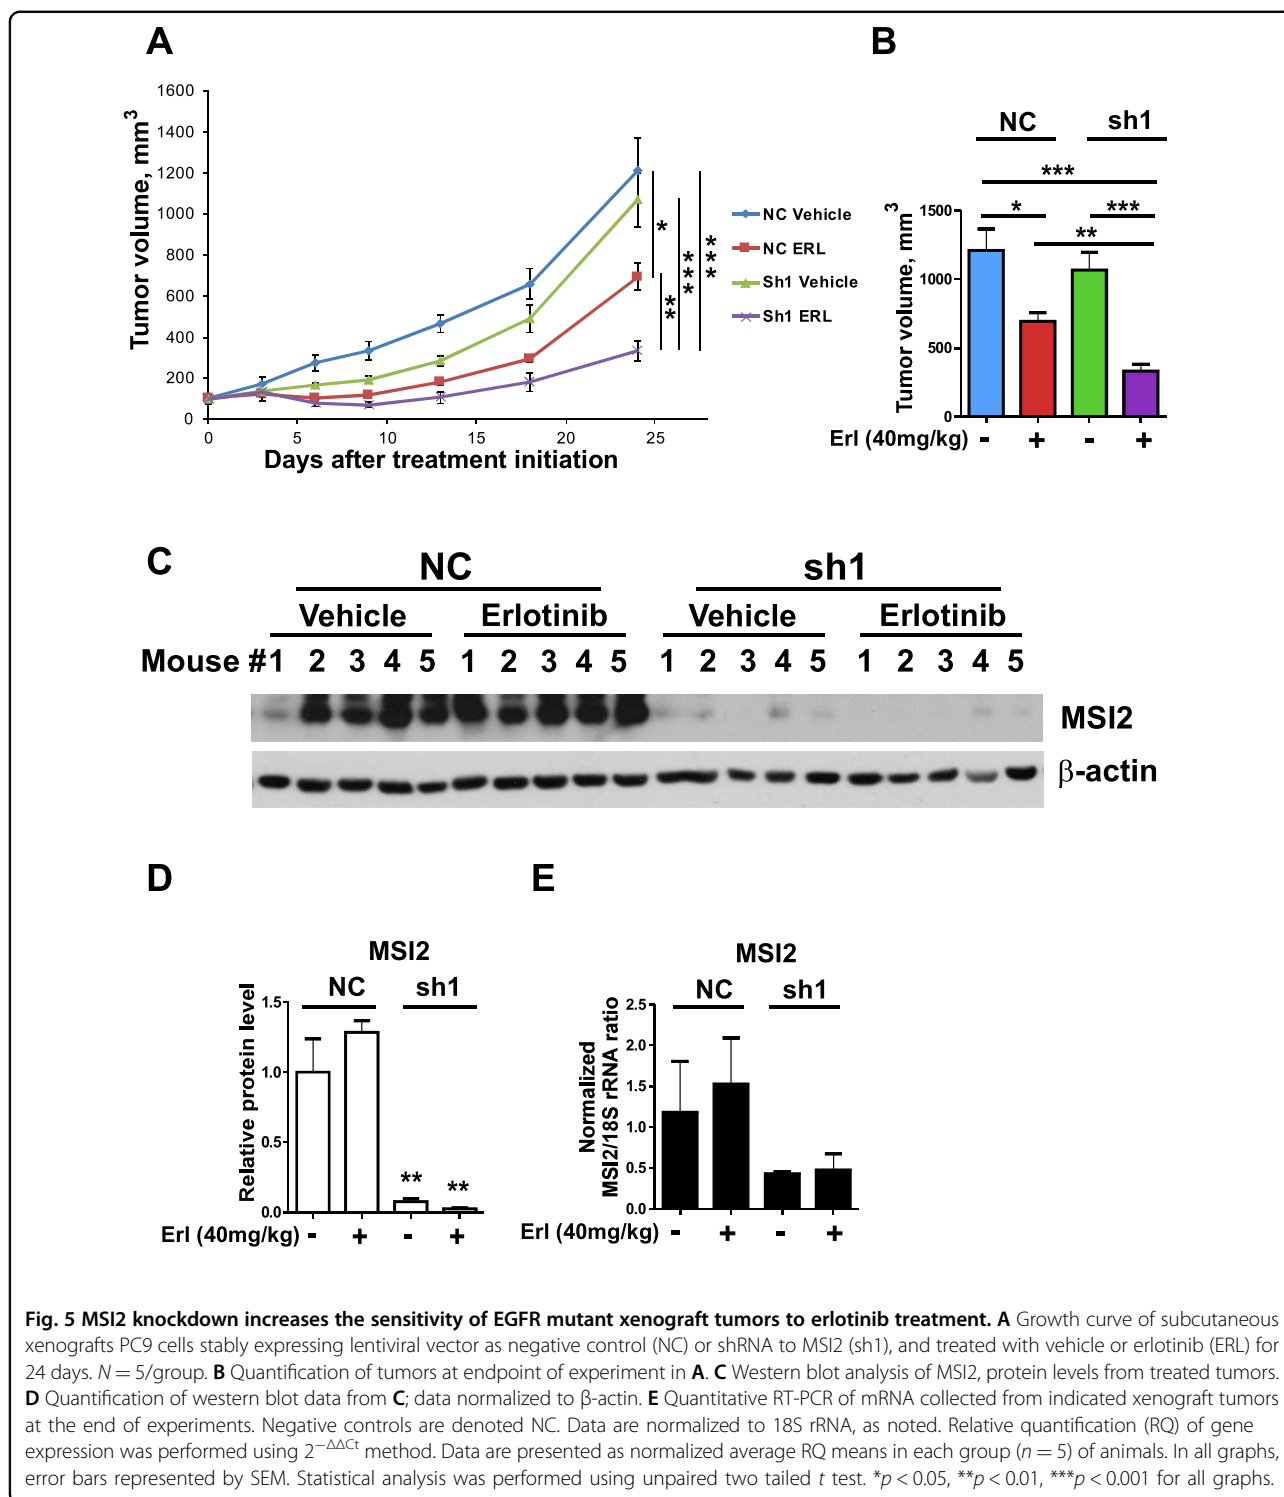 A
Tumor volume, mm3
1600
1400
1200
1000
800
600
400
200
0
0 5 10 15 20 25
Days after treatment initiation
*
**
***
***
NC Vehicle
NC ERL
Sh1 Vehicle
Sh1 ERL
B
NC sh1
***
* ***
**
Tumor volume, mm3
1500
1000
500
0
Erl (40mg/kg) - + - +
C
NC sh1
Vehicle Erlotinib Vehicle Erlotinib
Mouse #1 2 3 4 5 1 2 3 4 5 1 2 3 4 5 1 2 3 4 5
MSI2
β-actin
D
MSI2
NC sh1
Relative protein level
1.5
1.0
0.5
0.0
** **
Erl (40mg/kg) - + - +
E
MSI2
NC sh1
Normalized
MSI2/18S rRNA ratio
2.5
2.0
1.5
1.0
0.5
0.0
Erl (40mg/kg) - + - +
Fig. 5 MSI2 knockdown increases the sensitivity of EGFR mutant xenograft tumors to erlotinib treatment. A Growth curve of subcutaneous
xenografts PC9 cells stably expressing lentiviral vector as negative control (NC) or shRNA to MSI2 (sh1), and treated with vehicle or erlotinib (ERL) for
24 days. N = 5/group. B Quantification of tumors at endpoint of experiment in A. C Western blot analysis of MSI2, protein levels from treated tumors.
D Quantification of western blot data from C; data normalized to β-actin. E Quantitative RT-PCR of mRNA collected from indicated xenograft tumors
at the end of experiments. Negative controls are denoted NC. Data are normalized to 18S rRNA, as noted. Relative quantification (RQ) of gene
expression was performed using 2−ΔΔCt method. Data are presented as normalized average RQ means in each group (n = 5) of animals. In all graphs,
error bars represented by SEM. Statistical analysis was performed using unpaired two tailed t test. *p < 0.05, **p < 0.01, ***p < 0.001 for all graphs.